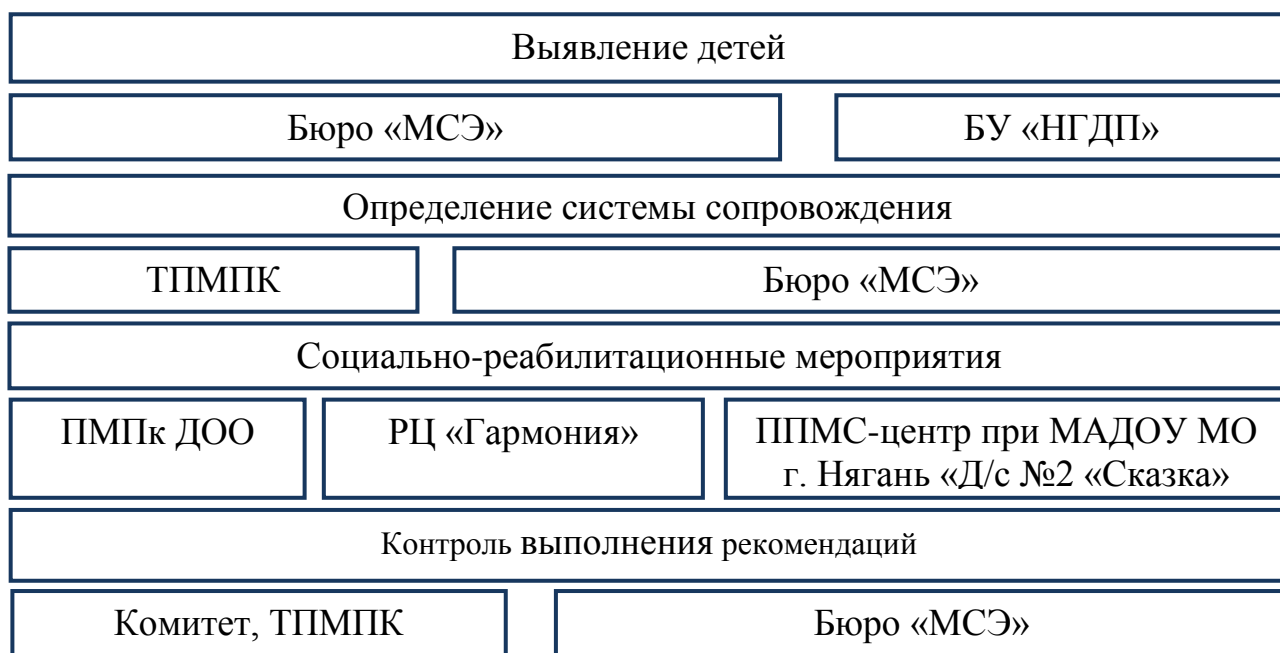 Выявление детей
Бюро «МСЭ»
БУ «НГДП»
Определение системы сопровождения
ТПМПК
Бюро «МСЭ»
Социально-реабилитационные мероприятия
ПМПк ДОО
РЦ «Гармония»
ППМС-центр при МАДОУ МО
г. Нягань «Д/с №2 «Сказка»
Контроль выполнения рекомендаций
Комитет, ТПМПК
Бюро «МСЭ»